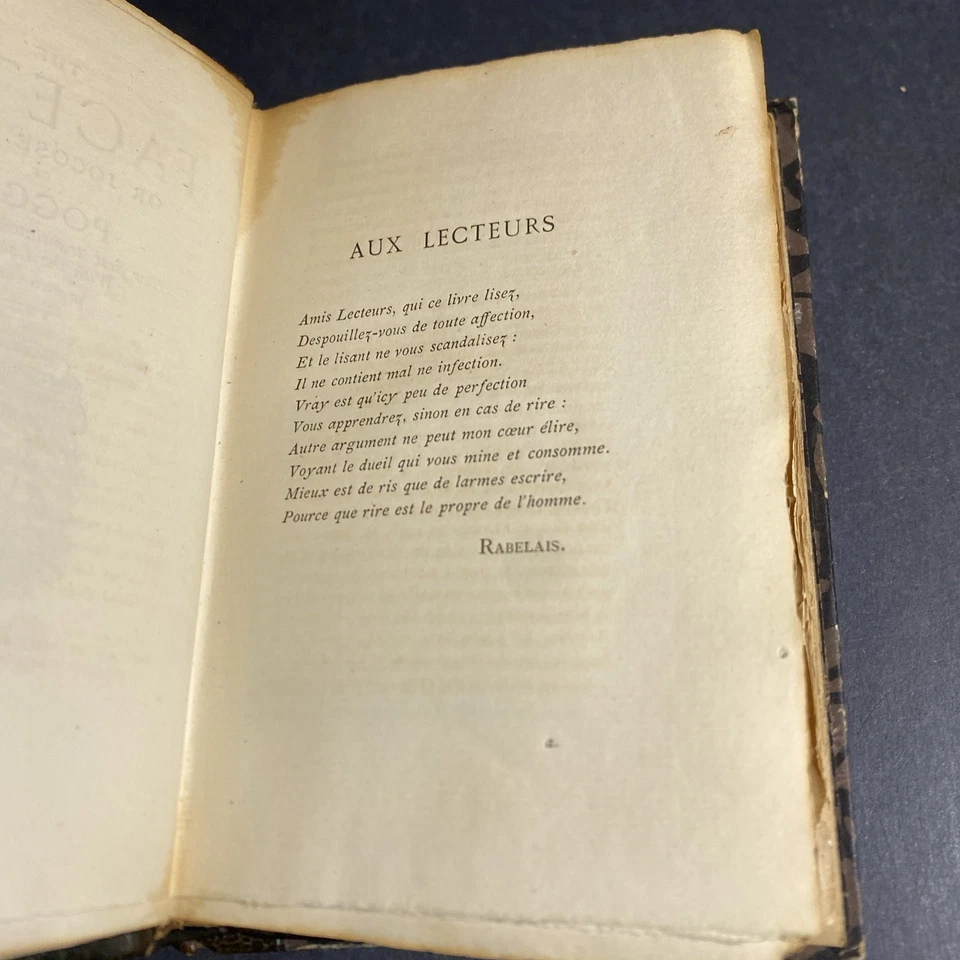 AUX LECTEURS
Amis Lecteurs, qui ce livre lisez,
Despouillez-vous de toute affection,
Et le lisant ne vous scandalisez :
Il ne contient mal ne infection.
Vray est qu'icy peu de perfection
Vous apprendrez, sinon en cas de rire :
Autre argument ne peut mon cœur élire,
Voyant le dueil qui vous mine et consomme.
Mieux est de ris que de larmes escrire,
Pource que rire est le propre de l'homme.
RABELAIS.
a.